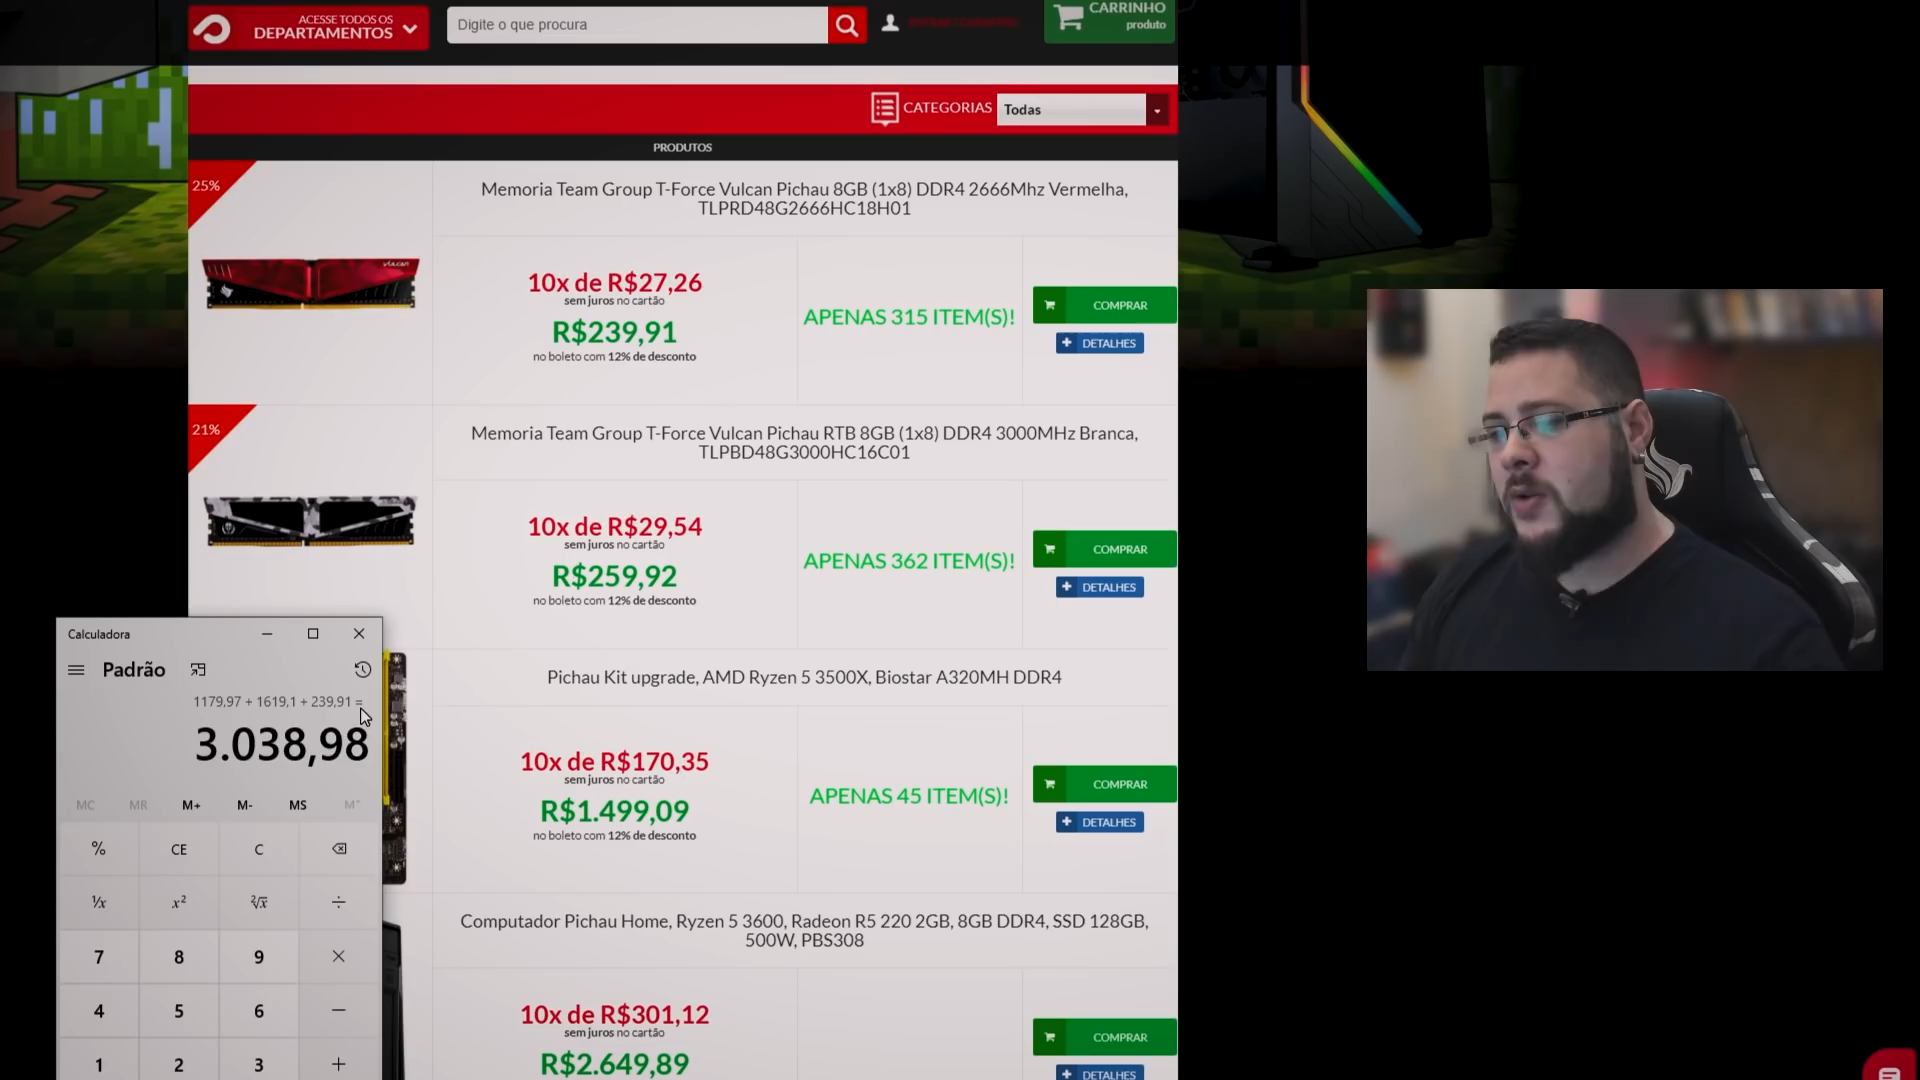 ACESSE TODOS OS
DEPARTAMENTOS
Digite o que procura
CARRINHO
produto
CATEGORIAS
Todas
PRODUTOS
25%
Memoria Team Group T-Force Vulcan Pichau 8GB (1x8) DDR4 2666Mhz Vermelha,
TLPRD48G2666HC18H01
VULCAN
10x de R$27,26
sem juros no cartão
R$239,91
no boleto com 12% de desconto
APENAS 315 ITEM(S)!
COMPRAR
DETALHES
21%
Memoria Team Group T-Force Vulcan Pichau RTB 8GB (1x8) DDR4 3000MHz Branca,
TLPBD48G3000HC16C01
10x de R$29,54
sem juros no cartão
R$259,92
no boleto com 12% de desconto
APENAS 362 ITEM(S)!
COMPRAR
DETALHES
Pichau Kit upgrade, AMD Ryzen 5 3500X, Biostar A320MH DDR4
10x de R$170,35
sem juros no cartão
R$1.499,09
no boleto com 12% de desconto
APENAS 45 ITEM(S)!
COMPRAR
DETALHES
Computador Pichau Home, Ryzen 5 3600, Radeon R5 220 2GB, 8GB DDR4, SSD 128GB,
500W, PBS308
10x de R$301,12
sem juros no cartão
R$2.649,89
COMPRAR
DETALHES
Calculadora
Padrão
1179,97 + 1619,1 + 239,91 =
3.038,98
MC MR M+ M- MS M˅
% CE C
¹/x x² ²√x ÷
7 8 9 ×
4 5 6 −
1 2 3 +